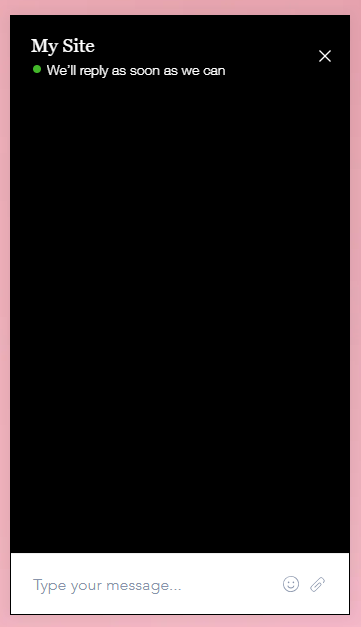 My Site
We'll reply as soon as we can
Type your message...